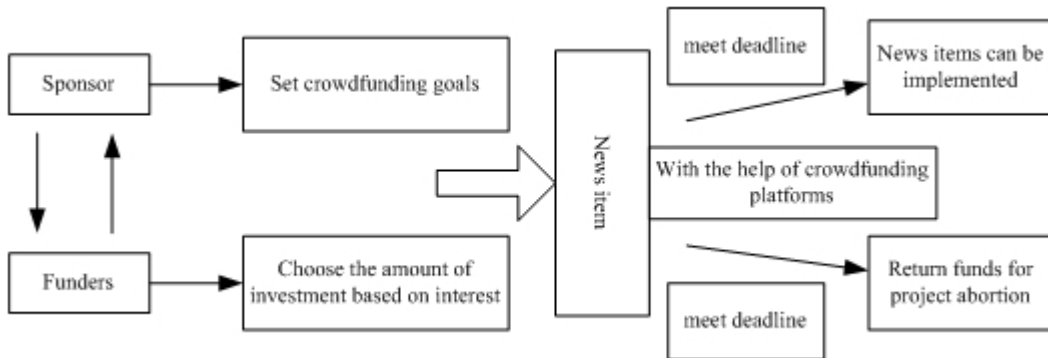 Sponsor
Set crowdfunding goals
Funders
Choose the amount of
investment based on interest
News item
meet deadline
News items can be
implemented
With the help of crowdfunding
platforms
meet deadline
Return funds for
project abortion